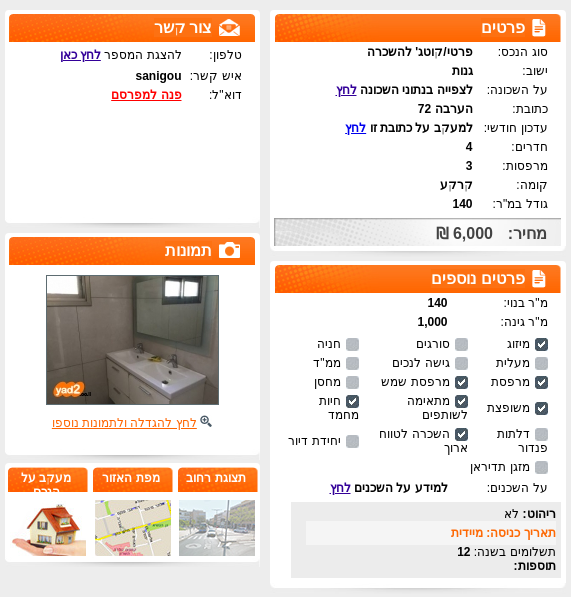 פרטים
סוג הנכס: פרטי/קוטג' להשכרה
ישוב: גנות
על השכונה: לצפייה בנתוני השכונה לחץ
כתובת: הערבה 72
עדכון חודשי: למעקב על כתובת זו לחץ
חדרים: 4
מרפסות: 3
קומה: קרקע
גודל במ"ר: 140
מחיר: 6,000 ₪
פרטים נוספים
מ"ר בנוי: 140
מ"ר גינה: 1,000
מיזוג סורגים חניה
מעלית גישה לנכים ממ"ד
מרפסת מרפסת שמש מחסן
משופצת מתאימה לשותפים חיות מחמד
דלתות פנדור השכרה לטווח ארוך יחידת דיור
מזגן תדיראן
על השכנים: למידע על השכנים לחץ
ריהוט: לא
תאריך כניסה: מיידית
תשלומים בשנה: 12
תוספות:
צור קשר
טלפון: להצגת המספר לחץ כאן
איש קשר: sanigou
דוא"ל: פנה למפרסם
תמונות
yad2
לחץ להגדלה ולתמונות נוספו
תצוגת רחוב
מפת האזור
מעקב על
הנכס